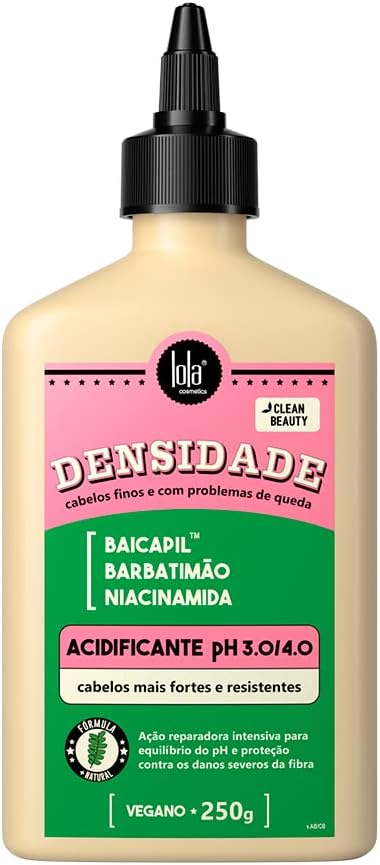 lola®
cosmetics
CLEAN
BEAUTY
DENSIDADE
cabelos finos e com problemas de queda
BAICAPIL™
BARBATIMÃO
NIACINAMIDA
ACIDIFICANTE pH 3.0/4.0
cabelos mais fortes e resistentes
FÓRMULA
+NATURAL
Ação reparadora intensiva para
equilíbrio do pH e proteção
contra os danos severos da fibra
VEGANO ★ 250g
v.AB/CB